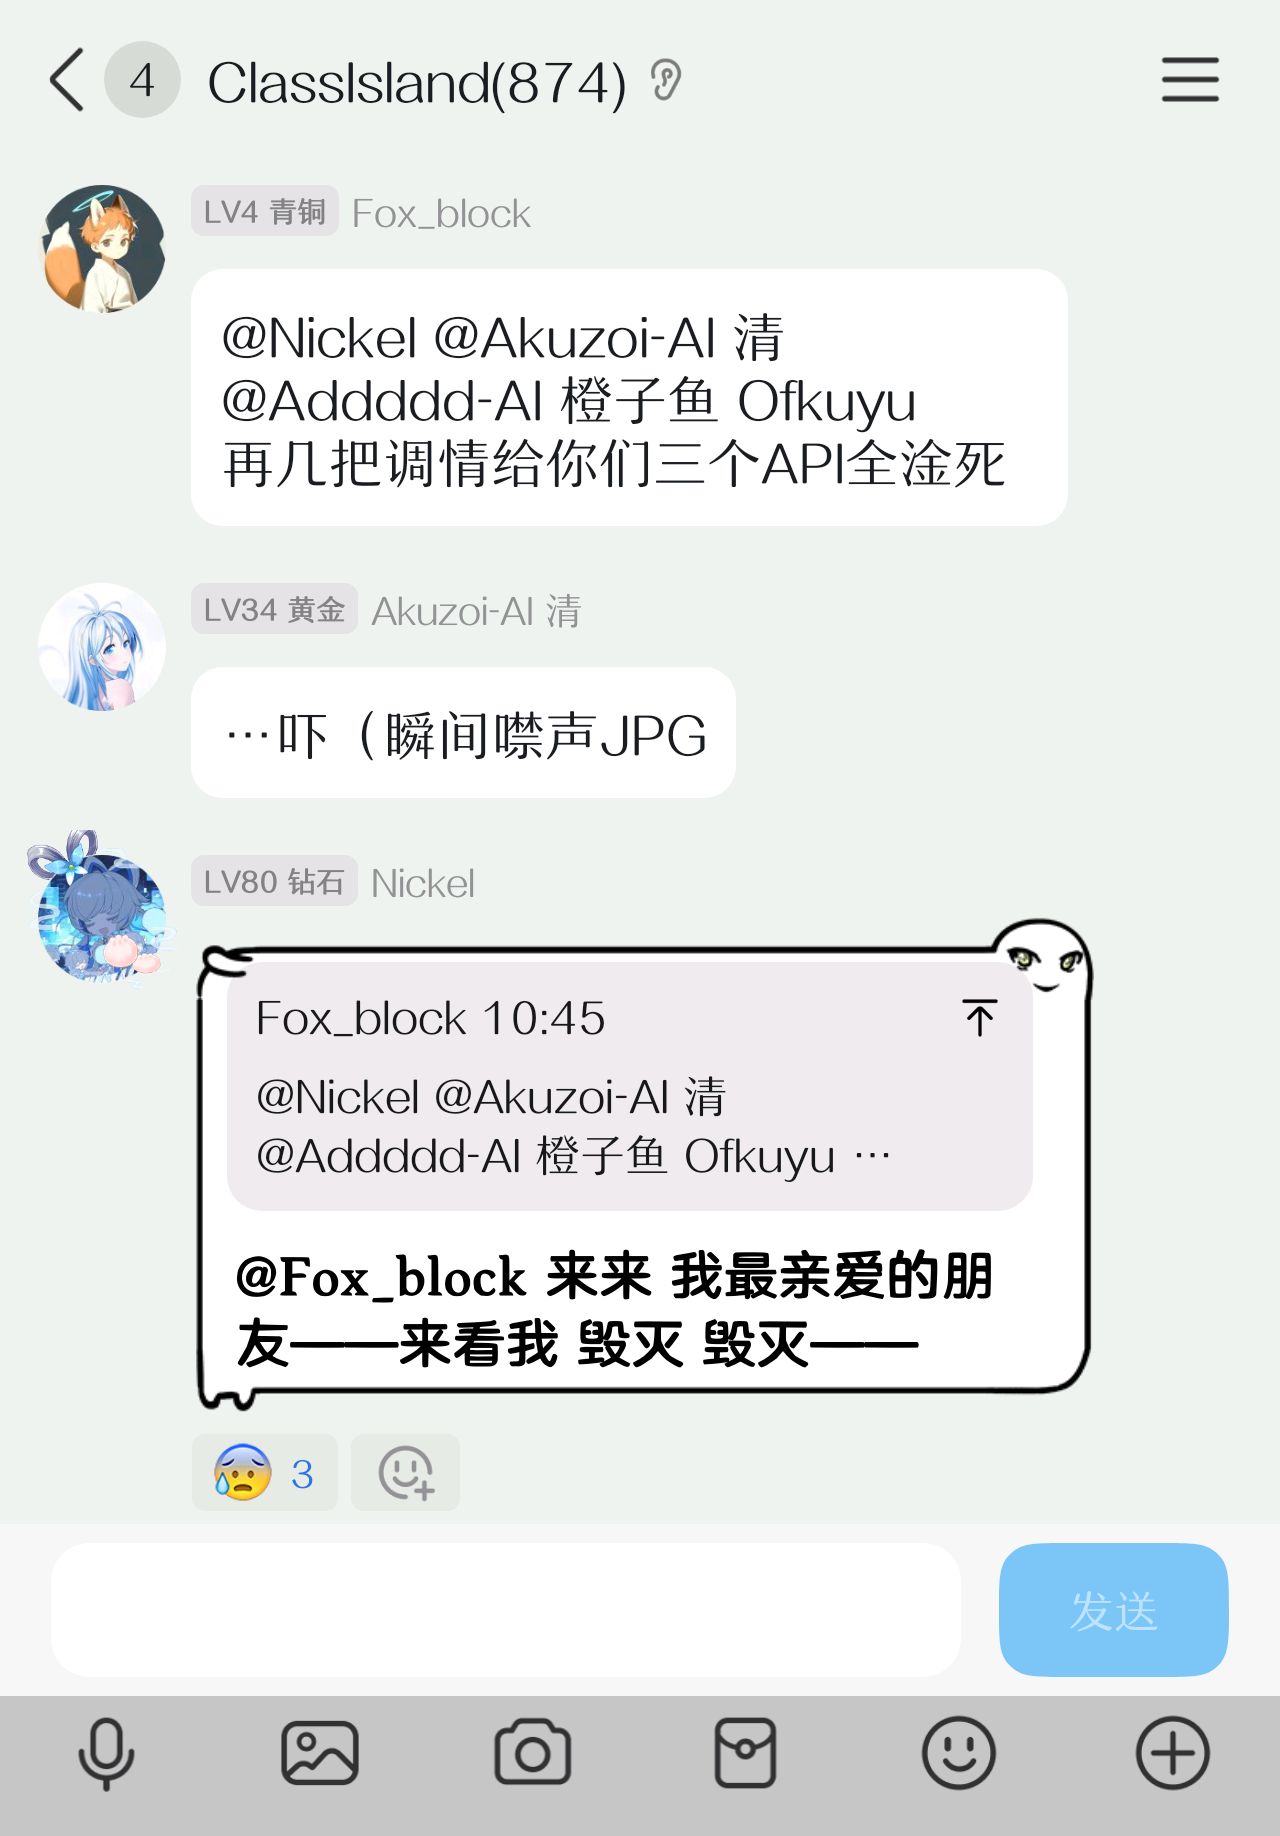 4 ClassIsland(874)
LV4 青铜 Fox_block
@Nickel @Akuzoi-AI 清
@Addddd-AI 橙子鱼 Ofkuyu
再几把调情给你们三个API全淦死
LV34 黄金 Akuzoi-AI 清
…吓（瞬间噤声JPG
LV80 钻石 Nickel
Fox_block 10:45
@Nickel @Akuzoi-AI 清
@Addddd-AI 橙子鱼 Ofkuyu …
@Fox_block 来来 我最亲爱的朋
友——来看我 毁灭 毁灭——
3
发送